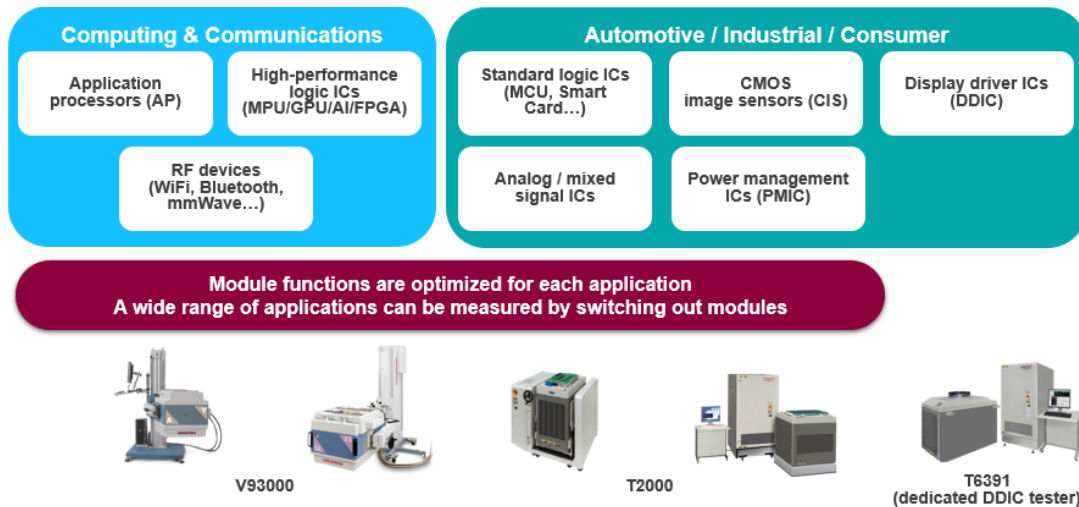 Computing & Communications
Application
processors (AP)
High-performance
logic ICs
(MPU/GPU/AI/FPGA)
RF devices
(WiFi, Bluetooth,
mmWave…)
Automotive / Industrial / Consumer
Standard logic ICs
(MCU, Smart
Card…)
CMOS
image sensors (CIS)
Display driver ICs
(DDIC)
Analog / mixed
signal ICs
Power management
ICs (PMIC)
Module functions are optimized for each application
A wide range of applications can be measured by switching out modules
V93000
T2000
T6391
(dedicated DDIC tester)